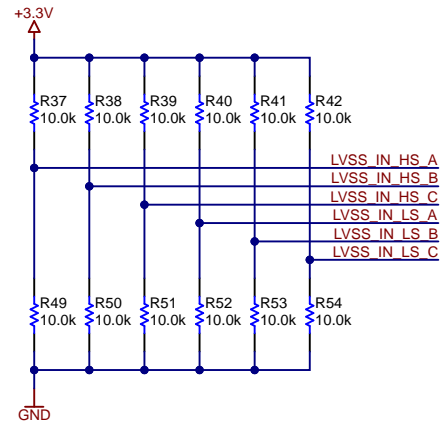 +3.3V
R37 R38 R39 R40 R41 R42
10.0k 10.0k 10.0k 10.0k 10.0k 10.0k
LVSS_IN_HS_A
LVSS_IN_HS_B
LVSS_IN_HS_C
LVSS_IN_LS_A
LVSS_IN_LS_B
LVSS_IN_LS_C
R49 R50 R51 R52 R53 R54
10.0k 10.0k 10.0k 10.0k 10.0k 10.0k
GND